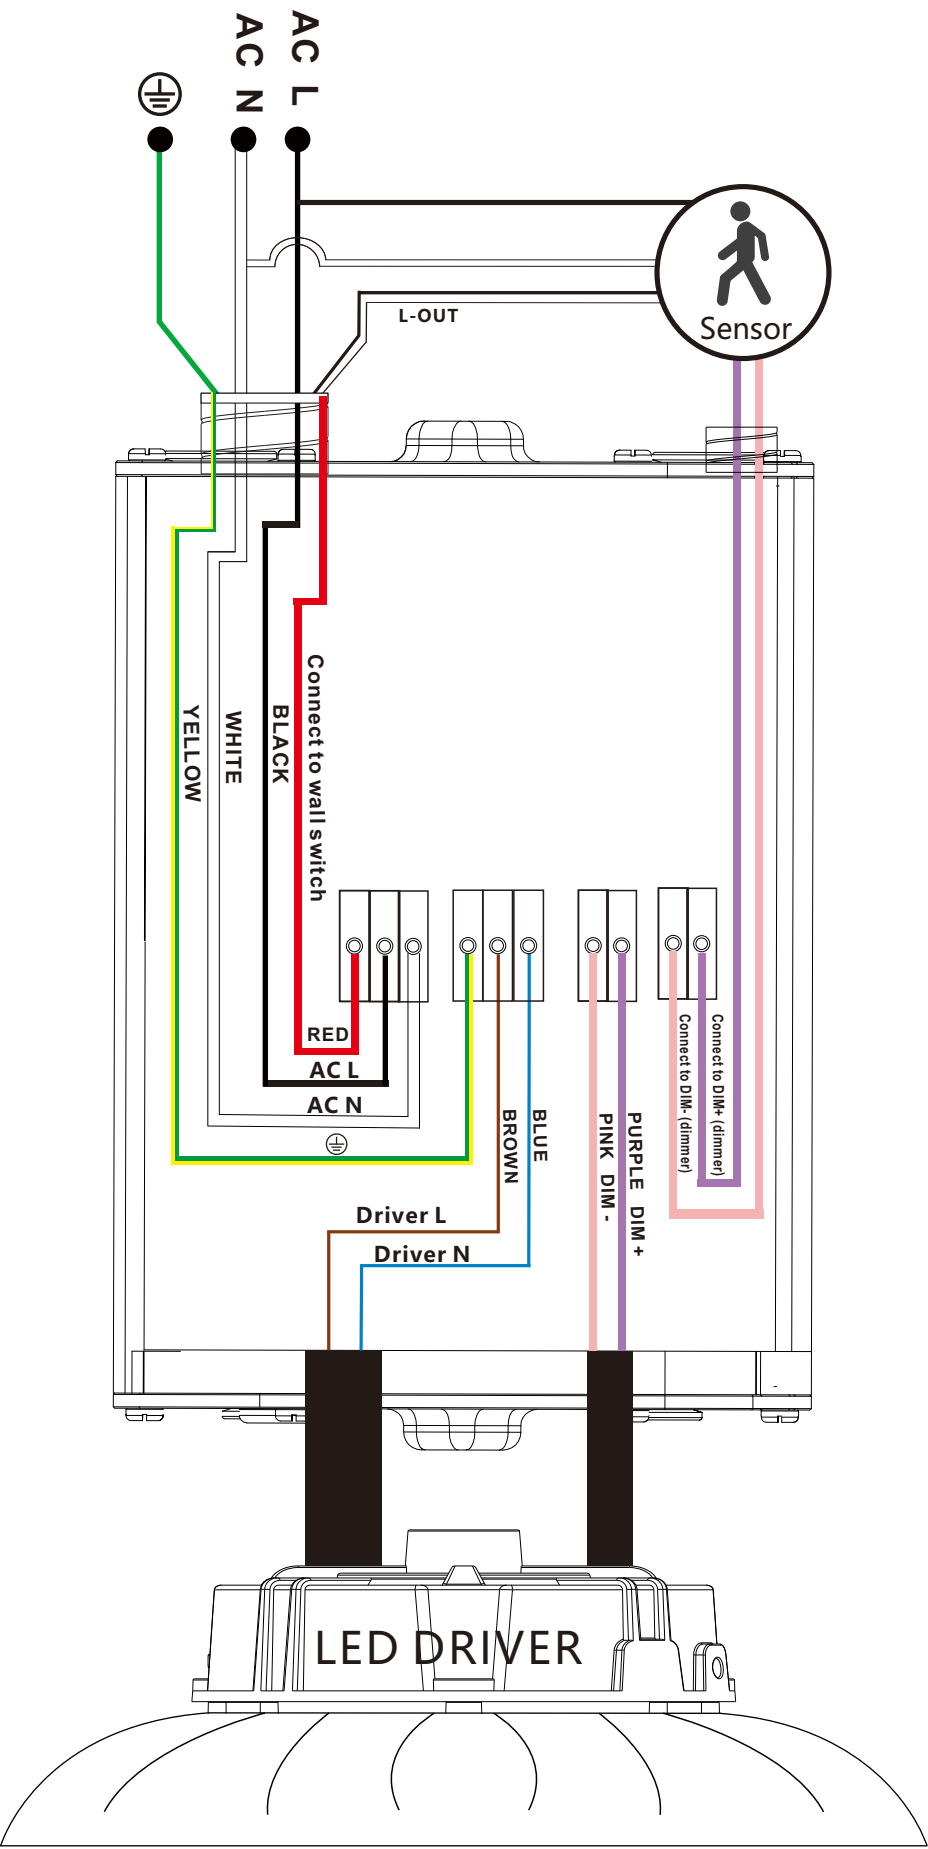 AC N
AC L
Sensor
L-OUT
YELLOW
WHITE
BLACK
Connect to wall switch
RED
AC L
AC N
BROWN
BLUE
PINK DIM -
PURPLE DIM +
Connect to DIM- (dimmer)
Connect to DIM+ (dimmer)
Driver L
Driver N
LED DRIVER